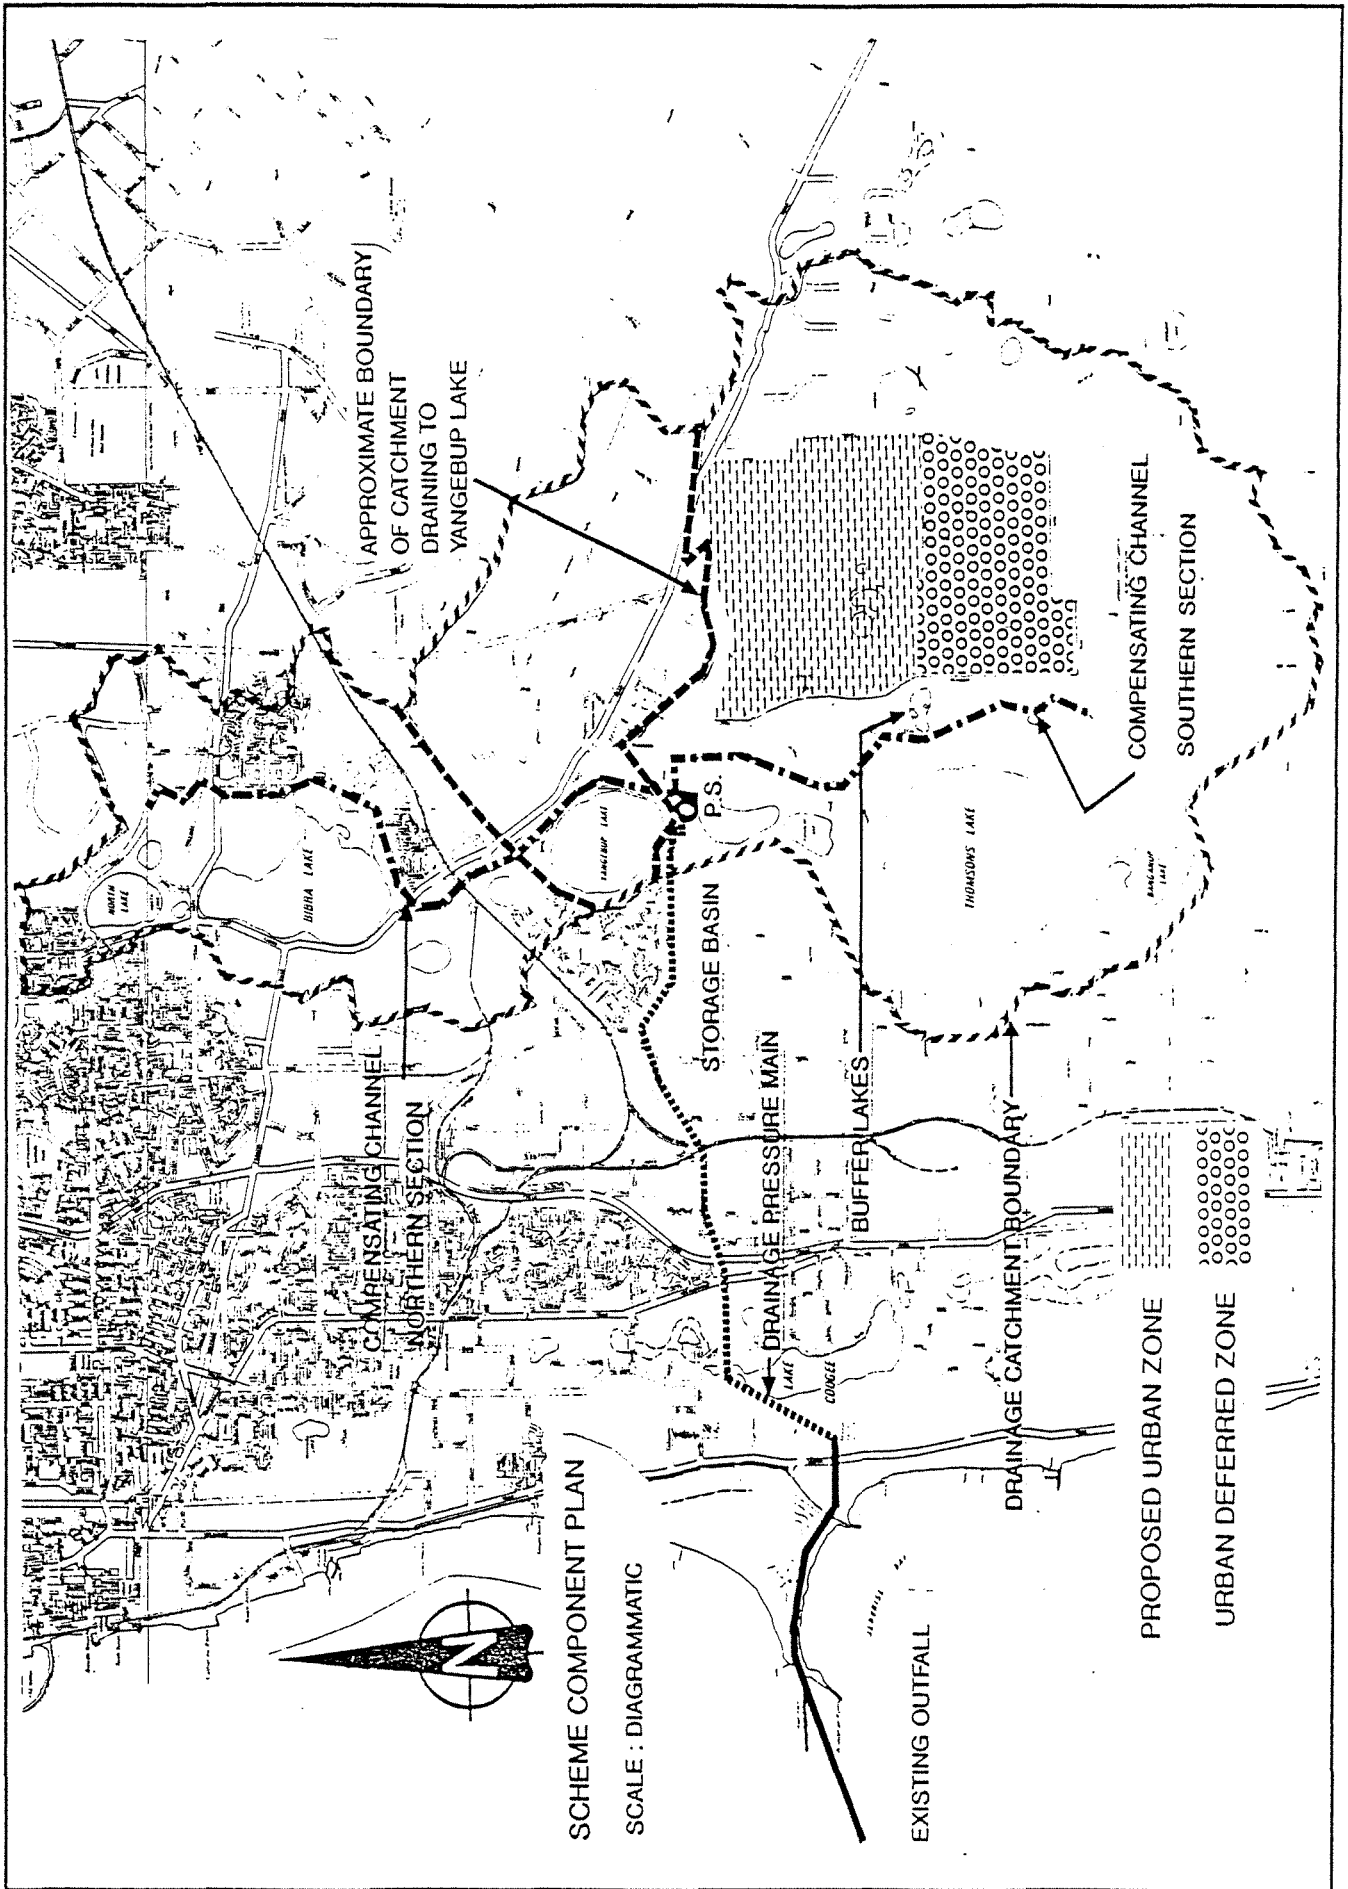 SCHEME COMPONENT PLAN
SCALE : DIAGRAMMATIC
N
EXISTING OUTFALL
COMPENSATING CHANNEL
NORTHERN SECTION
NORTH
LAKE
BIBRA LAKE
APPROXIMATE BOUNDARY
OF CATCHMENT
DRAINING TO
YANGEBUP LAKE
YANGEBUP LAKE
P.S.
STORAGE BASIN
DRAINAGE PRESSURE MAIN
LAKE
COOGEE
BUFFER LAKES
THOMSONS LAKE
BANGANUP
LAKE
DRAINAGE CATCHMENT BOUNDARY
COMPENSATING CHANNEL
SOUTHERN SECTION
PROPOSED URBAN ZONE
URBAN DEFERRED ZONE